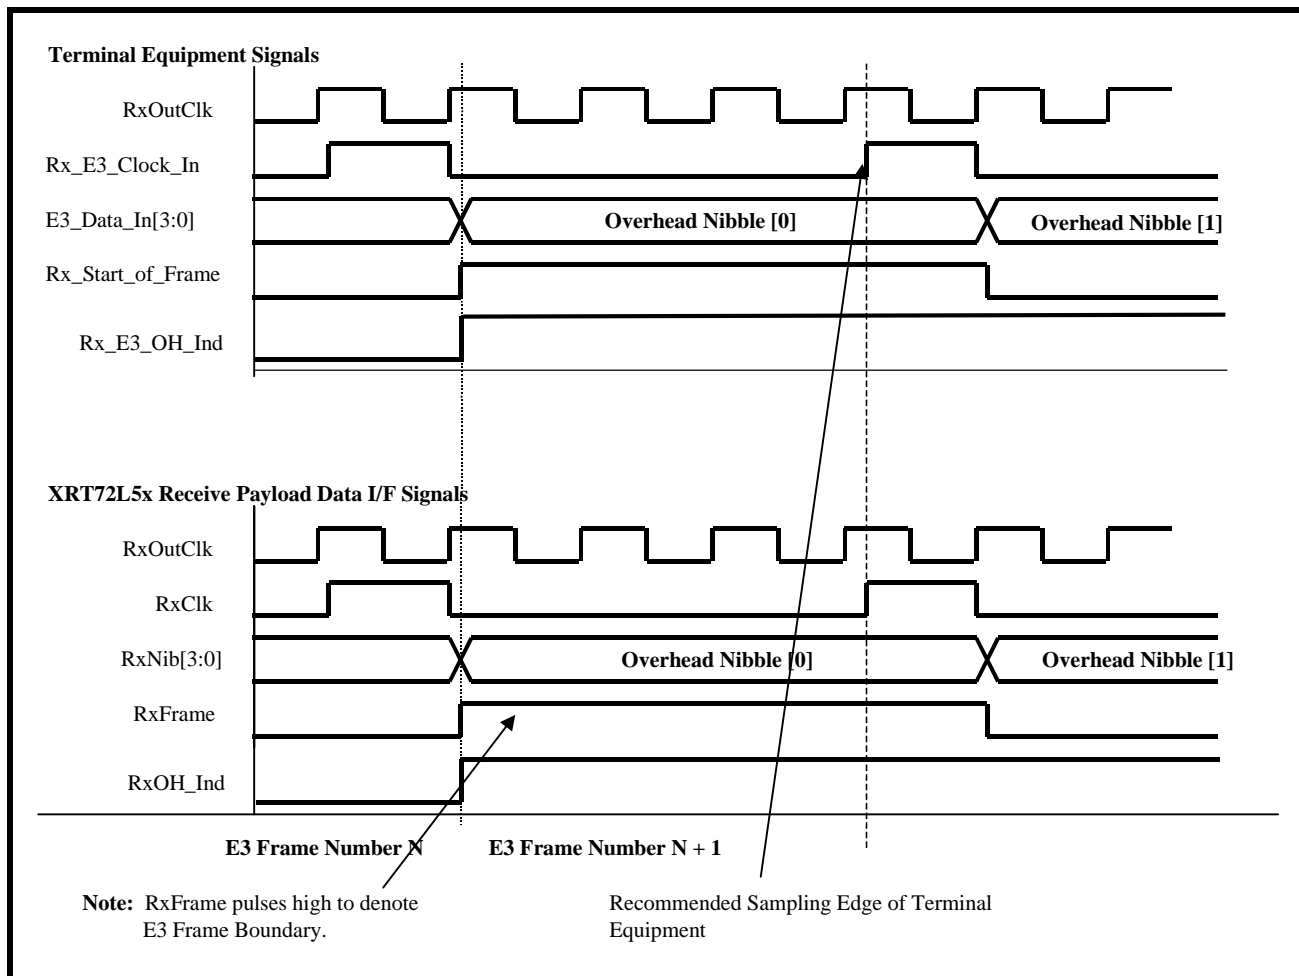 Terminal Equipment Signals
RxOutClk
Rx_E3_Clock_In
E3_Data_In[3:0]
Overhead Nibble [0]
Overhead Nibble [1]
Rx_Start_of_Frame
Rx_E3_OH_Ind
XRT72L5x Receive Payload Data I/F Signals
RxOutClk
RxClk
RxNib[3:0]
Overhead Nibble [0]
Overhead Nibble [1]
RxFrame
RxOH_Ind
E3 Frame Number N
E3 Frame Number N + 1
Note: RxFrame pulses high to denote
E3 Frame Boundary.
Recommended Sampling Edge of Terminal
Equipment